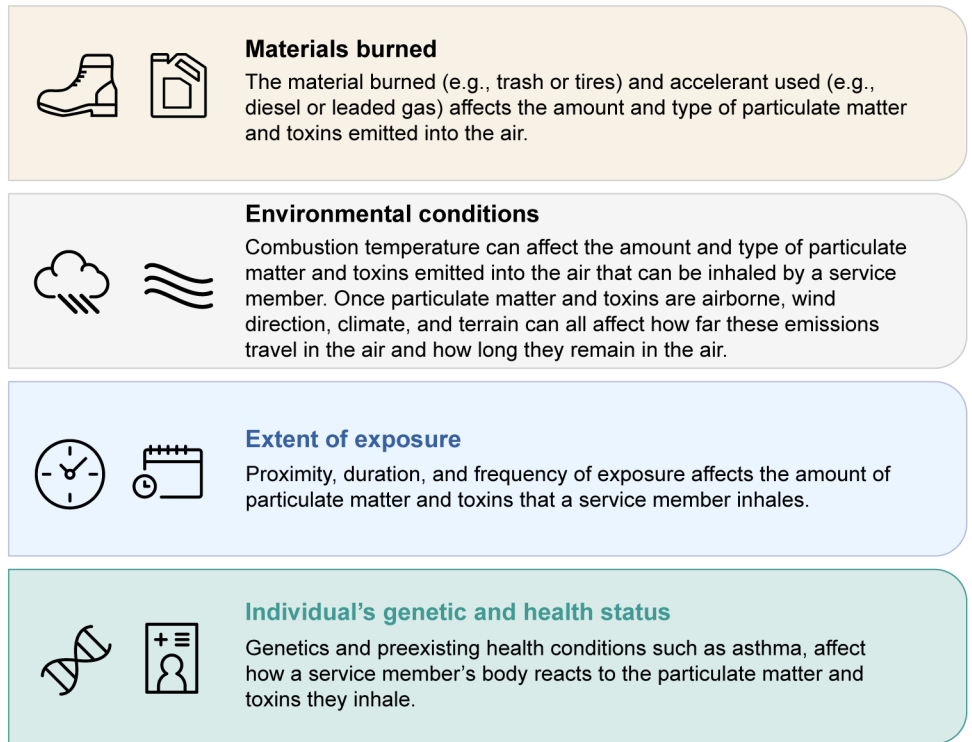 Materials burned
The material burned (e.g., trash or tires) and accelerant used (e.g.,
diesel or leaded gas) affects the amount and type of particulate matter
and toxins emitted into the air.
Environmental conditions
Combustion temperature can affect the amount and type of particulate
matter and toxins emitted into the air that can be inhaled by a service
member. Once particulate matter and toxins are airborne, wind
direction, climate, and terrain can all affect how far these emissions
travel in the air and how long they remain in the air.
Extent of exposure
Proximity, duration, and frequency of exposure affects the amount of
particulate matter and toxins that a service member inhales.
Individual’s genetic and health status
Genetics and preexisting health conditions such as asthma, affect
how a service member’s body reacts to the particulate matter and
toxins they inhale.